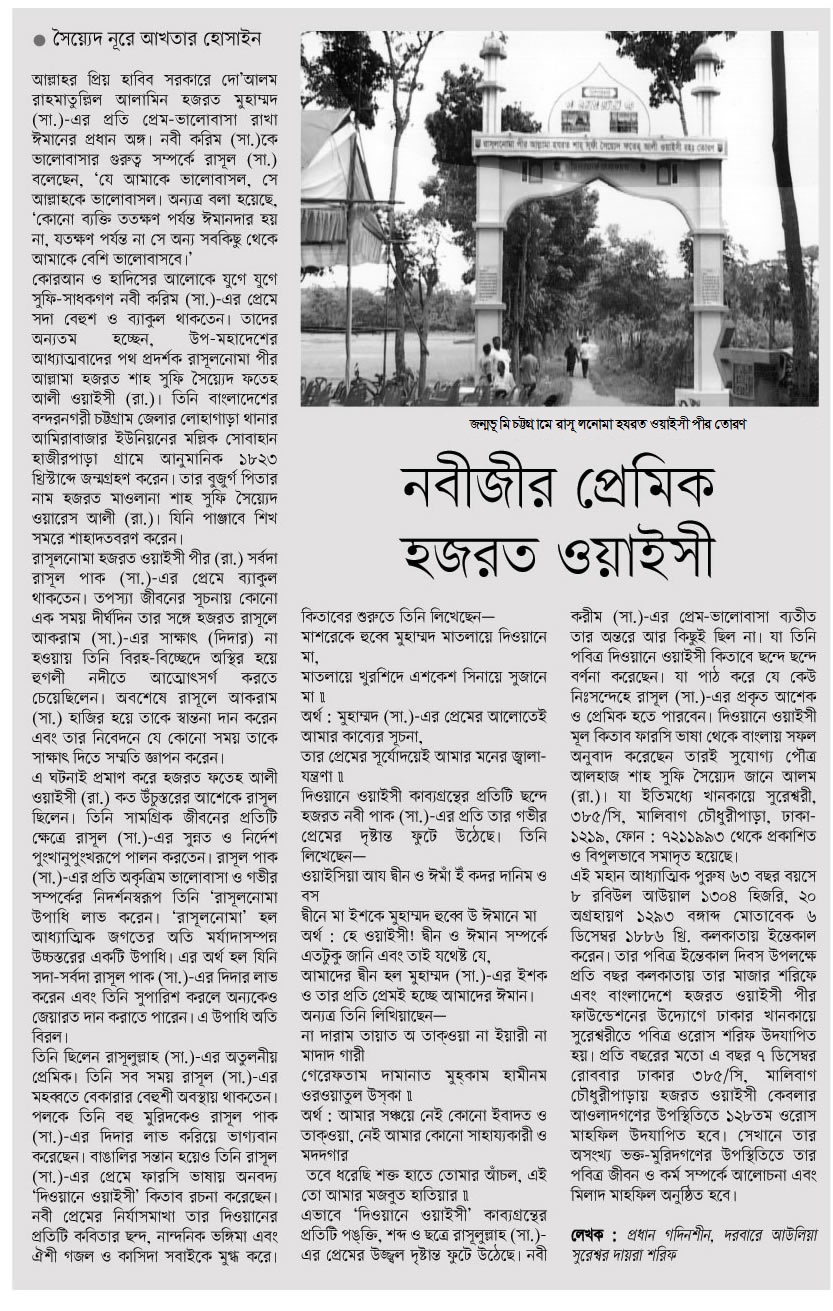 ● সৈয়্যেদ নূরে আখতার হোসাইন
আল্লাহর প্রিয় হাবিব সরকারে দো'আলম
রাহমাতুল্লিল আলামিন হজরত মুহাম্মদ
(সা.)-এর প্রতি প্রেম-ভালোবাসা রাখা
ঈমানের প্রধান অঙ্গ। নবী করিম (সা.)কে
ভালোবাসার গুরুত্ব সম্পর্কে রাসূল (সা.)
বলেছেন, ‘যে আমাকে ভালোবাসল, সে
আল্লাহকে ভালোবাসল। অন্যত্র বলা হয়েছে,
‘কোনো ব্যক্তি ততক্ষণ পর্যন্ত ঈমানদার হয়
না, যতক্ষণ পর্যন্ত না সে অন্য সবকিছু থেকে
আমাকে বেশি ভালোবাসবে।’
কোরআন ও হাদিসের আলোকে যুগে যুগে
সুফি-সাধকগণ নবী করিম (সা.)-এর প্রেমে
সদা বেহুশ ও ব্যাকুল থাকতেন। তাদের
অন্যতম হচ্ছেন, উপ-মহাদেশের
আধ্যাত্মবাদের পথ প্রদর্শক রাসূলনোমা পীর
আল্লামা হজরত শাহ সুফি সৈয়্যেদ ফতেহ
আলী ওয়াইসী (রা.)। তিনি বাংলাদেশের
বন্দরনগরী চট্টগ্রাম জেলার লোহাগাড়া থানার
আমিরাবাজার ইউনিয়নের মল্লিক সোবাহান
হাজীরপাড়া গ্রামে আনুমানিক ১৮২৩
খ্রিস্টাব্দে জন্মগ্রহণ করেন। তার বুজুর্গ পিতার
নাম হজরত মাওলানা শাহ সুফি সৈয়্যেদ
ওয়ারেস আলী (রা.)। যিনি পাঞ্জাবে শিখ
সমরে শাহাদতবরণ করেন।
রাসূলনোমা হজরত ওয়াইসী পীর (রা.) সর্বদা
রাসূল পাক (সা.)-এর প্রেমে ব্যাকুল
থাকতেন। তপস্যা জীবনের সূচনায় কোনো
এক সময় দীর্ঘদিন তার সঙ্গে হজরত রাসূলে
আকরাম (সা.)-এর সাক্ষাৎ (দিদার) না
হওয়ায় তিনি বিরহ-বিচ্ছেদে অস্থির হয়ে
হুগলী নদীতে আত্মোৎসর্গ করতে
চেয়েছিলেন। অবশেষে রাসূলে আকরাম
(সা.) হাজির হয়ে তাকে স্বান্তনা দান করেন
এবং তার নিবেদনে যে কোনো সময় তাকে
সাক্ষাৎ দিতে সম্মতি জ্ঞাপন করেন।
এ ঘটনাই প্রমাণ করে হজরত ফতেহ আলী
ওয়াইসী (রা.) কত উঁচুস্তরের আশেকে রাসূল
ছিলেন। তিনি সামগ্রিক জীবনের প্রতিটি
ক্ষেত্রে রাসূল (সা.)-এর সুন্নত ও নির্দেশ
পুংখানুপুংখরূপে পালন করতেন। রাসূল পাক
(সা.)-এর প্রতি অকৃত্রিম ভালোবাসা ও গভীর
সম্পর্কের নিদর্শনস্বরূপ তিনি ‘রাসূলনোমা
উপাধি লাভ করেন। ‘রাসূলনোমা’ হল
আধ্যাত্মিক জগতের অতি মর্যাদাসম্পন্ন
উচ্চস্তরের একটি উপাধি। এর অর্থ হল যিনি
সদা-সর্বদা রাসূল পাক (সা.)-এর দিদার লাভ
করেন এবং তিনি সুপারিশ করলে অন্যকেও
জেয়ারত দান করাতে পারেন। এ উপাধি অতি
বিরল।
তিনি ছিলেন রাসূলুল্লাহ (সা.)-এর অতুলনীয়
প্রেমিক। তিনি সব সময় রাসূল (সা.)-এর
মহব্বতে বেকারার বেহুশী অবস্থায় থাকতেন।
পলকে তিনি বহু মুরিদকেও রাসূল পাক
(সা.)-এর দিদার লাভ করিয়ে ভাগ্যবান
করেছেন। বাঙালির সন্তান হয়েও তিনি রাসূল
(সা.)-এর প্রেমে ফারসি ভাষায় অনবদ্য
‘দিওয়ানে ওয়াইসী’ কিতাব রচনা করেছেন।
নবী প্রেমের নির্যাসমাখা তার দিওয়ানের
প্রতিটি কবিতার ছন্দ, নান্দনিক ভঙ্গিমা এবং
ঐশী গজল ও কাসিদা সবাইকে মুগ্ধ করে।
রাসূলনোমা পীর আল্লামা হযরত শাহ্ সূফী সৈয়্যেদ ফতেহ্ আলী ওয়াইসী রহঃ তোরণ
জন্মভূমি চট্টগ্রামে রাসূলনোমা হযরত ওয়াইসী পীর তোরণ
নবীজীর প্রেমিক
হজরত ওয়াইসী
কিতাবের শুরুতে তিনি লিখেছেন—
মাশরেকে হুব্বে মুহাম্মদ মাতলায়ে দিওয়ানে
মা,
মাতলায়ে খুরশিদে এশকেশ সিনায়ে সুজানে
মা ॥
অর্থ : মুহাম্মদ (সা.)-এর প্রেমের আলোতেই
আমার কাব্যের সূচনা,
তার প্রেমের সূর্যোদয়েই আমার মনের জ্বালা-
যন্ত্রণা ॥
দিওয়ানে ওয়াইসী কাব্যগ্রন্থের প্রতিটি ছন্দে
হজরত নবী পাক (সা.)-এর প্রতি তার গভীর
প্রেমের দৃষ্টান্ত ফুটে উঠেছে। তিনি
লিখেছেন—
ওয়াইসিয়া আয দ্বীন ও ঈমাঁ ইঁ কদর দানিম ও
বস
দ্বীনে মা ইশকে মুহাম্মদ হুব্বে উ ঈমানে মা
অর্থ : হে ওয়াইসী! দ্বীন ও ঈমান সম্পর্কে
এতটুকু জানি এবং তাই যথেষ্ট যে,
আমাদের দ্বীন হল মুহাম্মদ (সা.)-এর ইশক
ও তার প্রতি প্রেমই হচ্ছে আমাদের ঈমান।
অন্যত্র তিনি লিখিয়াছেন—
না দারাম তায়াত অ তাক্ওয়া না ইয়ারী না
মাদাদ গারী
গেরেফতাম দামানাত মুহ্কাম হামীনম
ওরওয়াতুল উস্কা ॥
অর্থ : আমার সঞ্চয়ে নেই কোনো ইবাদত ও
তাক্ওয়া, নেই আমার কোনো সাহায্যকারী ও
মদদগার
তবে ধরেছি শক্ত হাতে তোমার আঁচল, এই
তো আমার মজবুত হাতিয়ার ॥
এভাবে ‘দিওয়ানে ওয়াইসী’ কাব্যগ্রন্থের
প্রতিটি পঙ্‌ক্তি, শব্দ ও ছত্রে রাসূলুল্লাহ (সা.)-
এর প্রেমের উজ্জ্বল দৃষ্টান্ত ফুটে উঠেছে। নবী
করীম (সা.)-এর প্রেম-ভালোবাসা ব্যতীত
তার অন্তরে আর কিছুই ছিল না। যা তিনি
পবিত্র দিওয়ানে ওয়াইসী কিতাবে ছন্দে ছন্দে
বর্ণনা করেছেন। যা পাঠ করে যে কেউ
নিঃসন্দেহে রাসূল (সা.)-এর প্রকৃত আশেক
ও প্রেমিক হতে পারবেন। দিওয়ানে ওয়াইসী
মূল কিতাব ফারসি ভাষা থেকে বাংলায় সফল
অনুবাদ করেছেন তারই সুযোগ্য পৌত্র
আলহাজ শাহ সুফি সৈয়্যেদ জানে আলম
(রা.)। যা ইতিমধ্যে খানকায়ে সুরেশ্বরী,
৩৮৫/সি, মালিবাগ চৌধুরীপাড়া, ঢাকা-
১২১৯, ফোন : ৭২১১৯৯৩ থেকে প্রকাশিত
ও বিপুলভাবে সমাদৃত হয়েছে।
এই মহান আধ্যাত্মিক পুরুষ ৬৩ বছর বয়সে
৮ রবিউল আউয়াল ১৩০৪ হিজরি, ২০
অগ্রহায়ণ ১২৯৩ বঙ্গাব্দ মোতাবেক ৬
ডিসেম্বর ১৮৮৬ খ্রি. কলকাতায় ইন্তেকাল
করেন। তার পবিত্র ইন্তেকাল দিবস উপলক্ষে
প্রতি বছর কলকাতায় তার মাজার শরিফে
এবং বাংলাদেশে হজরত ওয়াইসী পীর
ফাউন্ডেশনের উদ্যোগে ঢাকার খানকায়ে
সুরেশ্বরীতে পবিত্র ওরোস শরিফ উদযাপিত
হয়। প্রতি বছরের মতো এ বছর ৭ ডিসেম্বর
রোববার ঢাকার ৩৮৫/সি, মালিবাগ
চৌধুরীপাড়ায় হজরত ওয়াইসী কেবলার
আওলাদগণের উপস্থিতিতে ১২৮তম ওরোস
মাহফিল উদযাপিত হবে। সেখানে তার
অসংখ্য ভক্ত-মুরিদগণের উপস্থিতিতে তার
পবিত্র জীবন ও কর্ম সম্পর্কে আলোচনা এবং
মিলাদ মাহফিল অনুষ্ঠিত হবে।
লেখক : প্রধান গদিনশীন, দরবারে আউলিয়া
সুরেশ্বর দায়রা শরিফ